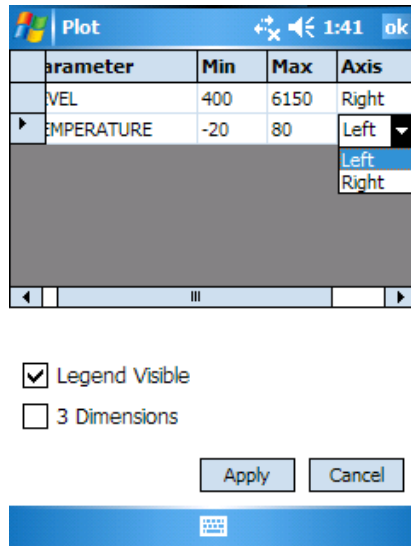 Plot 1:41 ok
arameter Min Max Axis
VEL 400 6150 Right
EMPERATURE -20 80 Left
Left
Right
Legend Visible
3 Dimensions
Apply Cancel